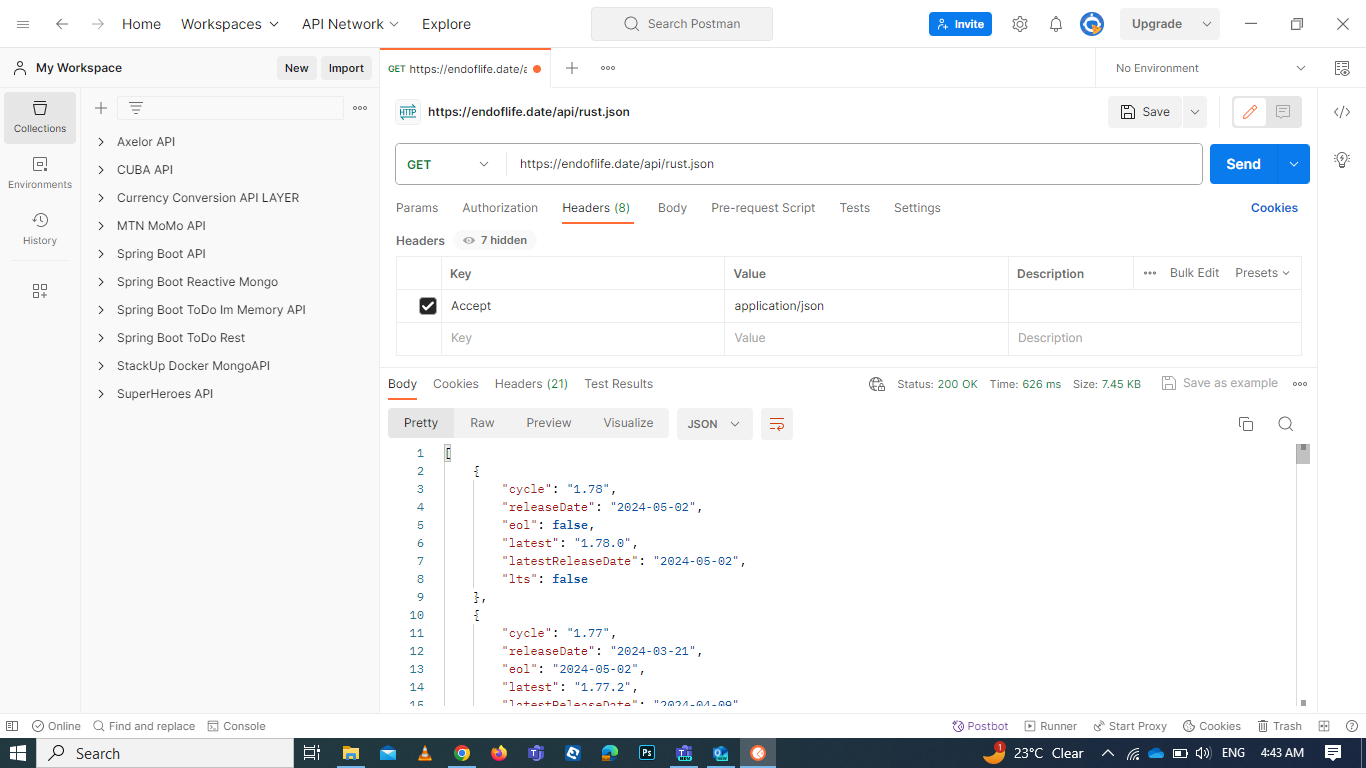 Home Workspaces API Network Explore Search Postman Invite Upgrade
My Workspace New Import GET https://endoflife.date/a No Environment
Collections
Environments
History
Axelor API
CUBA API
Currency Conversion API LAYER
MTN MoMo API
Spring Boot API
Spring Boot Reactive Mongo
Spring Boot ToDo Im Memory API
Spring Boot ToDo Rest
StackUp Docker MongoAPI
SuperHeroes API
HTTP https://endoflife.date/api/rust.json Save
GET https://endoflife.date/api/rust.json Send
Params Authorization Headers (8) Body Pre-request Script Tests Settings Cookies
Headers 7 hidden
Key Value Description Bulk Edit Presets
Accept application/json
Key Value Description
Body Cookies Headers (21) Test Results Status: 200 OK Time: 626 ms Size: 7.45 KB Save as example
Pretty Raw Preview Visualize JSON
1 [
2 {
3 "cycle": "1.78",
4 "releaseDate": "2024-05-02",
5 "eol": false,
6 "latest": "1.78.0",
7 "latestReleaseDate": "2024-05-02",
8 "lts": false
9 },
10 {
11 "cycle": "1.77",
12 "releaseDate": "2024-03-21",
13 "eol": "2024-05-02",
14 "latest": "1.77.2",
15 "latestReleaseDate": "2024-04-09"
Online Find and replace Console Postbot Runner Start Proxy Cookies Trash
Search 1 23°C Clear ENG 4:43 AM